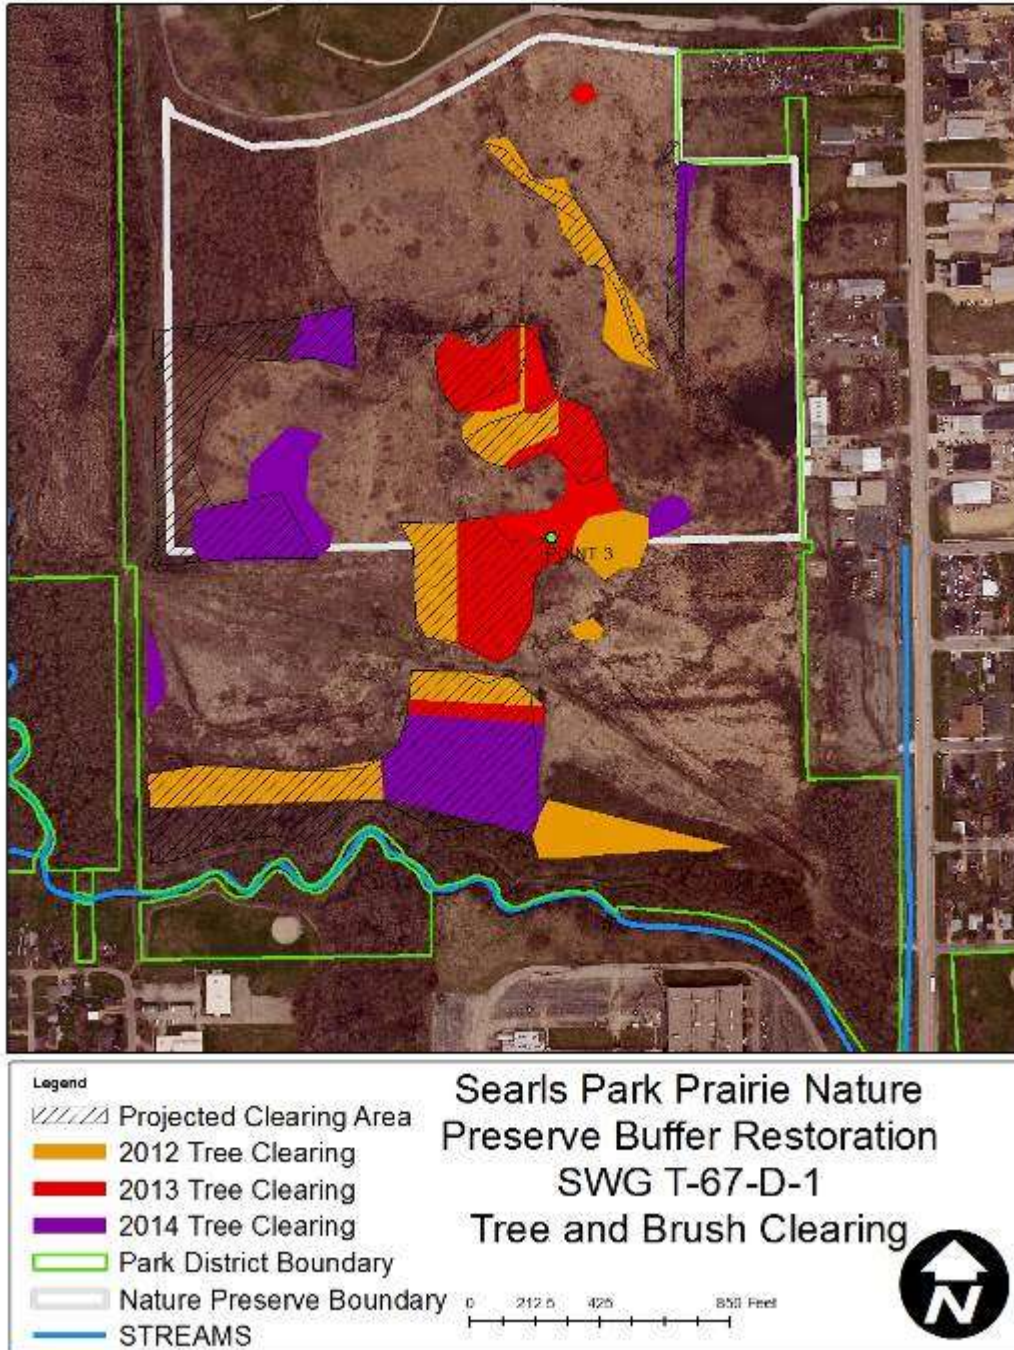 POINT 3
Legend
Projected Clearing Area
2012 Tree Clearing
2013 Tree Clearing
2014 Tree Clearing
Park District Boundary
Nature Preserve Boundary
STREAMS
Searls Park Prairie Nature
Preserve Buffer Restoration
SWG T-67-D-1
Tree and Brush Clearing
0 212.5 425 850 Feet
N